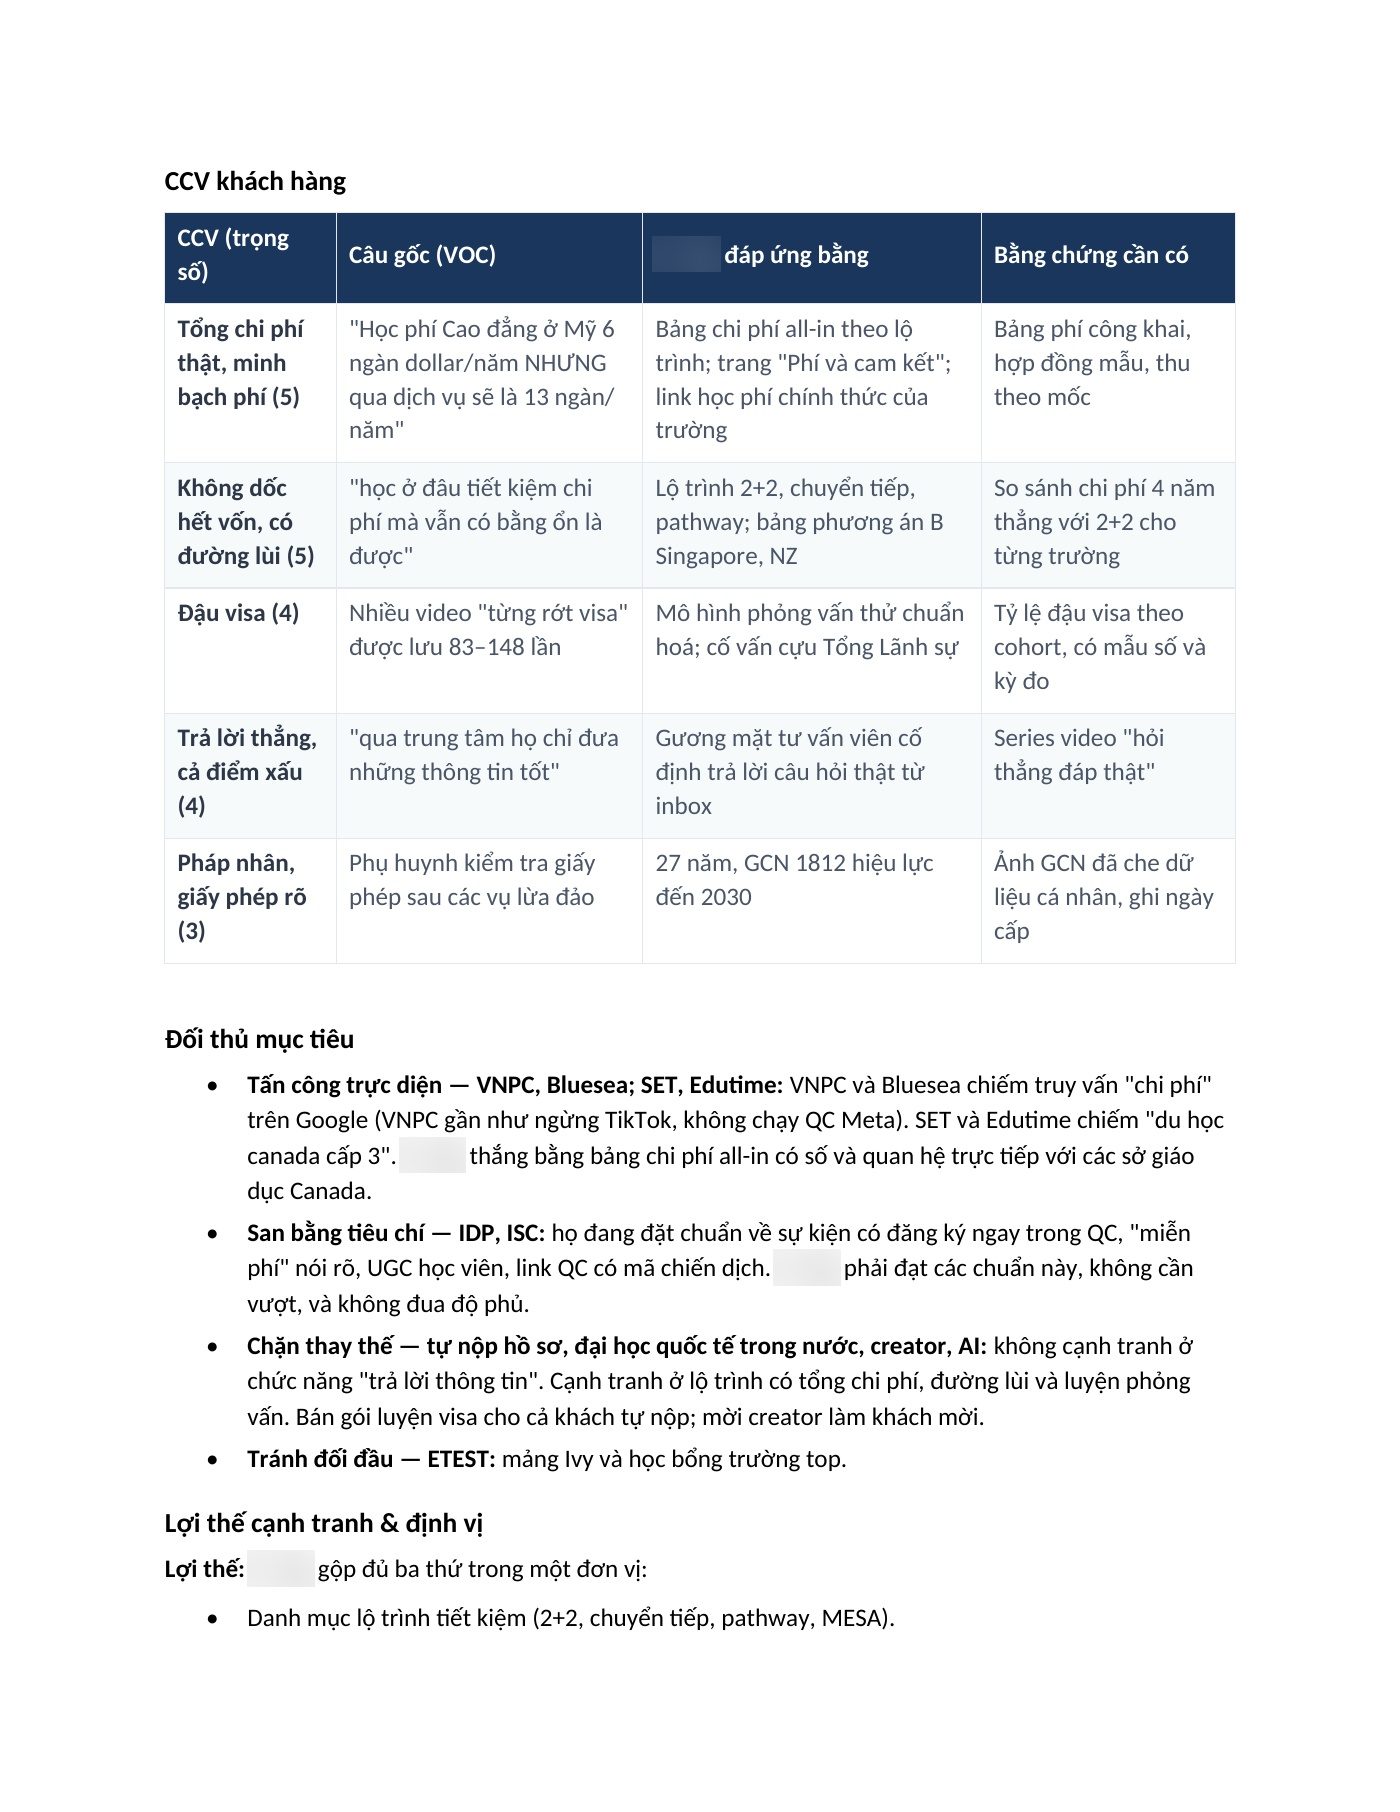 CCV khách hàng
CCV (trọng
số)
Câu gốc (VOC)
đáp ứng bằng
Bằng chứng cần có
Tổng chi phí
thật, minh
bạch phí (5)
"Học phí Cao đẳng ở Mỹ 6
ngàn dollar/năm NHƯNG
qua dịch vụ sẽ là 13 ngàn/
năm"
Bảng chi phí all-in theo lộ
trình; trang "Phí và cam kết";
link học phí chính thức của
trường
Bảng phí công khai,
hợp đồng mẫu, thu
theo mốc
Không dốc
hết vốn, có
đường lùi (5)
"học ở đâu tiết kiệm chi
phí mà vẫn có bằng ổn là
được"
Lộ trình 2+2, chuyển tiếp,
pathway; bảng phương án B
Singapore, NZ
So sánh chi phí 4 năm
thẳng với 2+2 cho
từng trường
Đậu visa (4)
Nhiều video "từng rớt visa"
được lưu 83–148 lần
Mô hình phỏng vấn thử chuẩn
hoá; cố vấn cựu Tổng Lãnh sự
Tỷ lệ đậu visa theo
cohort, có mẫu số và
kỳ đo
Trả lời thẳng,
cả điểm xấu
(4)
"qua trung tâm họ chỉ đưa
những thông tin tốt"
Gương mặt tư vấn viên cố
định trả lời câu hỏi thật từ
inbox
Series video "hỏi
thẳng đáp thật"
Pháp nhân,
giấy phép rõ
(3)
Phụ huynh kiểm tra giấy
phép sau các vụ lừa đảo
27 năm, GCN 1812 hiệu lực
đến 2030
Ảnh GCN đã che dữ
liệu cá nhân, ghi ngày
cấp
Đối thủ mục tiêu
• Tấn công trực diện — VNPC, Bluesea; SET, Edutime: VNPC và Bluesea chiếm truy vấn "chi phí"
trên Google (VNPC gần như ngừng TikTok, không chạy QC Meta). SET và Edutime chiếm "du học
canada cấp 3". thắng bằng bảng chi phí all-in có số và quan hệ trực tiếp với các sở giáo
dục Canada.
• San bằng tiêu chí — IDP, ISC: họ đang đặt chuẩn về sự kiện có đăng ký ngay trong QC, "miễn
phí" nói rõ, UGC học viên, link QC có mã chiến dịch. phải đạt các chuẩn này, không cần
vượt, và không đua độ phủ.
• Chặn thay thế — tự nộp hồ sơ, đại học quốc tế trong nước, creator, AI: không cạnh tranh ở
chức năng "trả lời thông tin". Cạnh tranh ở lộ trình có tổng chi phí, đường lùi và luyện phỏng
vấn. Bán gói luyện visa cho cả khách tự nộp; mời creator làm khách mời.
• Tránh đối đầu — ETEST: mảng Ivy và học bổng trường top.
Lợi thế cạnh tranh & định vị
Lợi thế: gộp đủ ba thứ trong một đơn vị:
• Danh mục lộ trình tiết kiệm (2+2, chuyển tiếp, pathway, MESA).